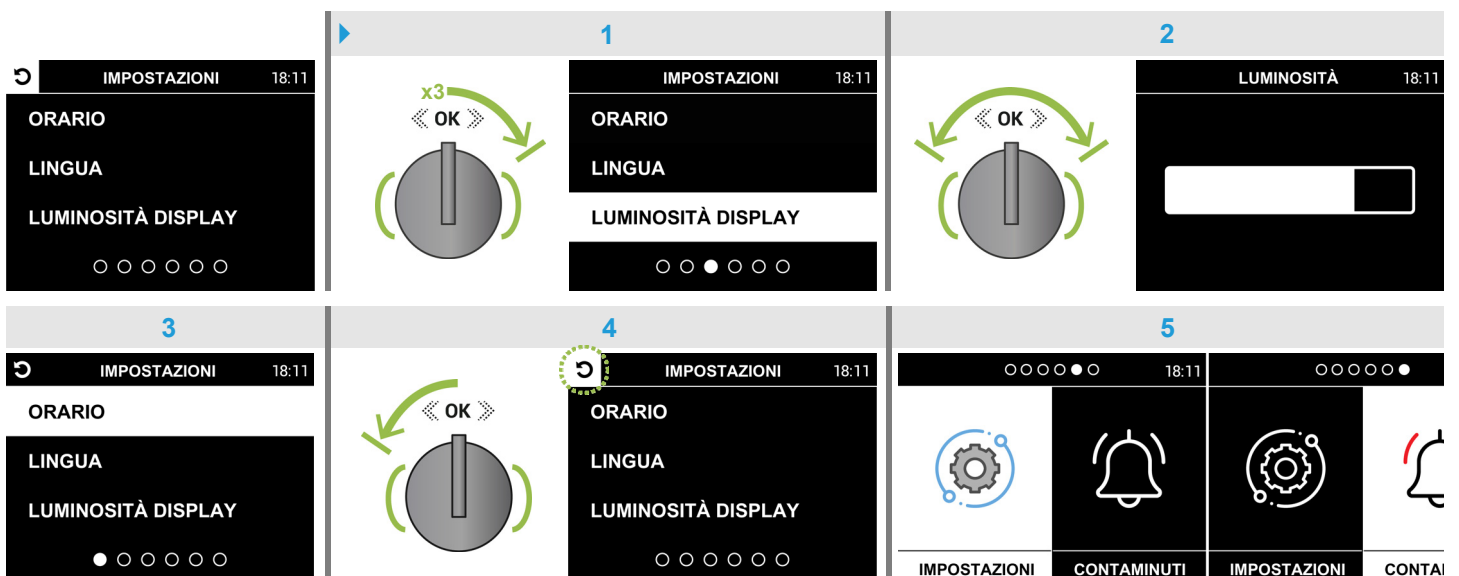 1
2
IMPOSTAZIONI 18:11
ORARIO
LINGUA
LUMINOSITÀ DISPLAY
x3
« OK »
IMPOSTAZIONI 18:11
ORARIO
LINGUA
LUMINOSITÀ DISPLAY
« OK »
LUMINOSITÀ 18:11
3
4
5
IMPOSTAZIONI 18:11
ORARIO
LINGUA
LUMINOSITÀ DISPLAY
« OK »
IMPOSTAZIONI 18:11
ORARIO
LINGUA
LUMINOSITÀ DISPLAY
18:11
IMPOSTAZIONI
CONTAMINUTI
IMPOSTAZIONI